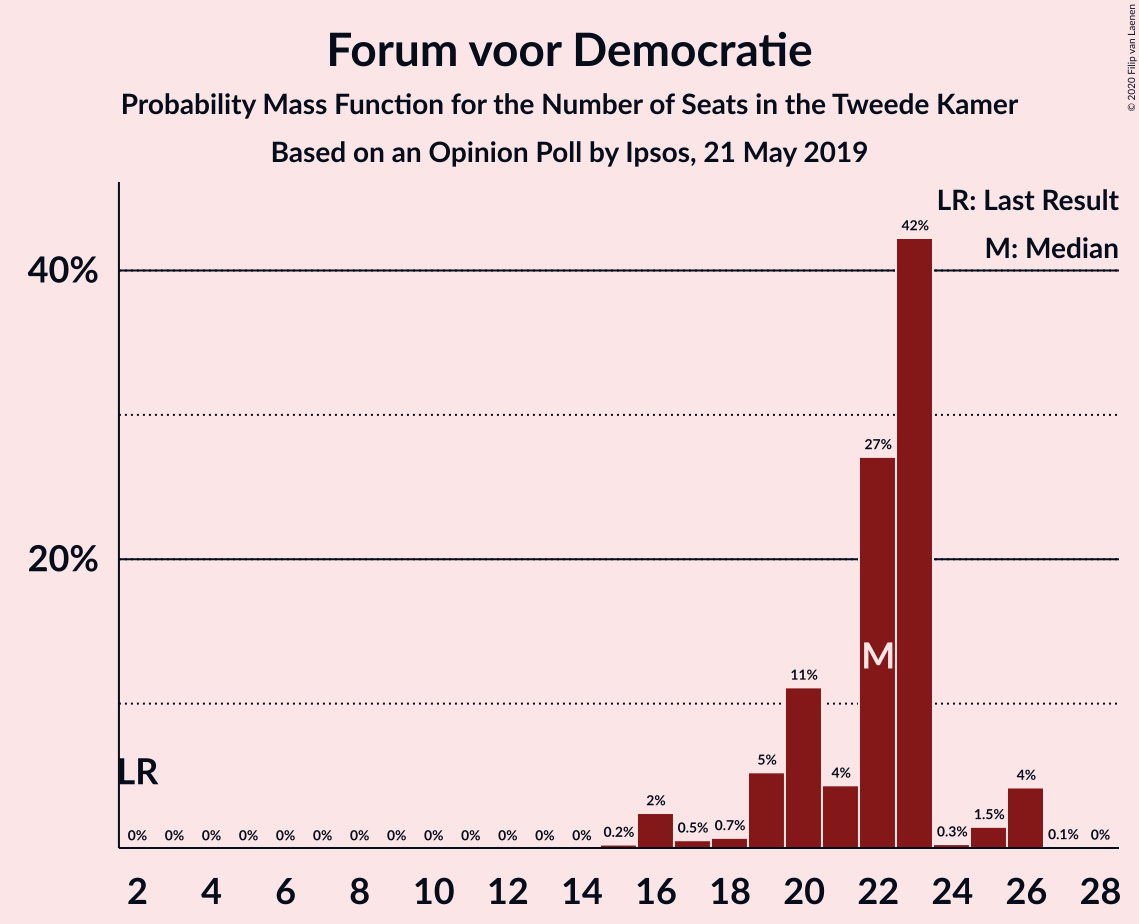 Forum voor Democratie
Probability Mass Function for the Number of Seats in the Tweede Kamer
Based on an Opinion Poll by Ipsos, 21 May 2019
© 2020 Filip van Laenen
LR: Last Result
M: Median
40%
20%
LR
M
0% 0% 0% 0% 0% 0% 0% 0% 0% 0% 0% 0% 0% 0.2% 2% 0.5% 0.7% 5% 11% 4% 27% 42% 0.3% 1.5% 4% 0.1% 0%
2 4 6 8 10 12 14 16 18 20 22 24 26 28